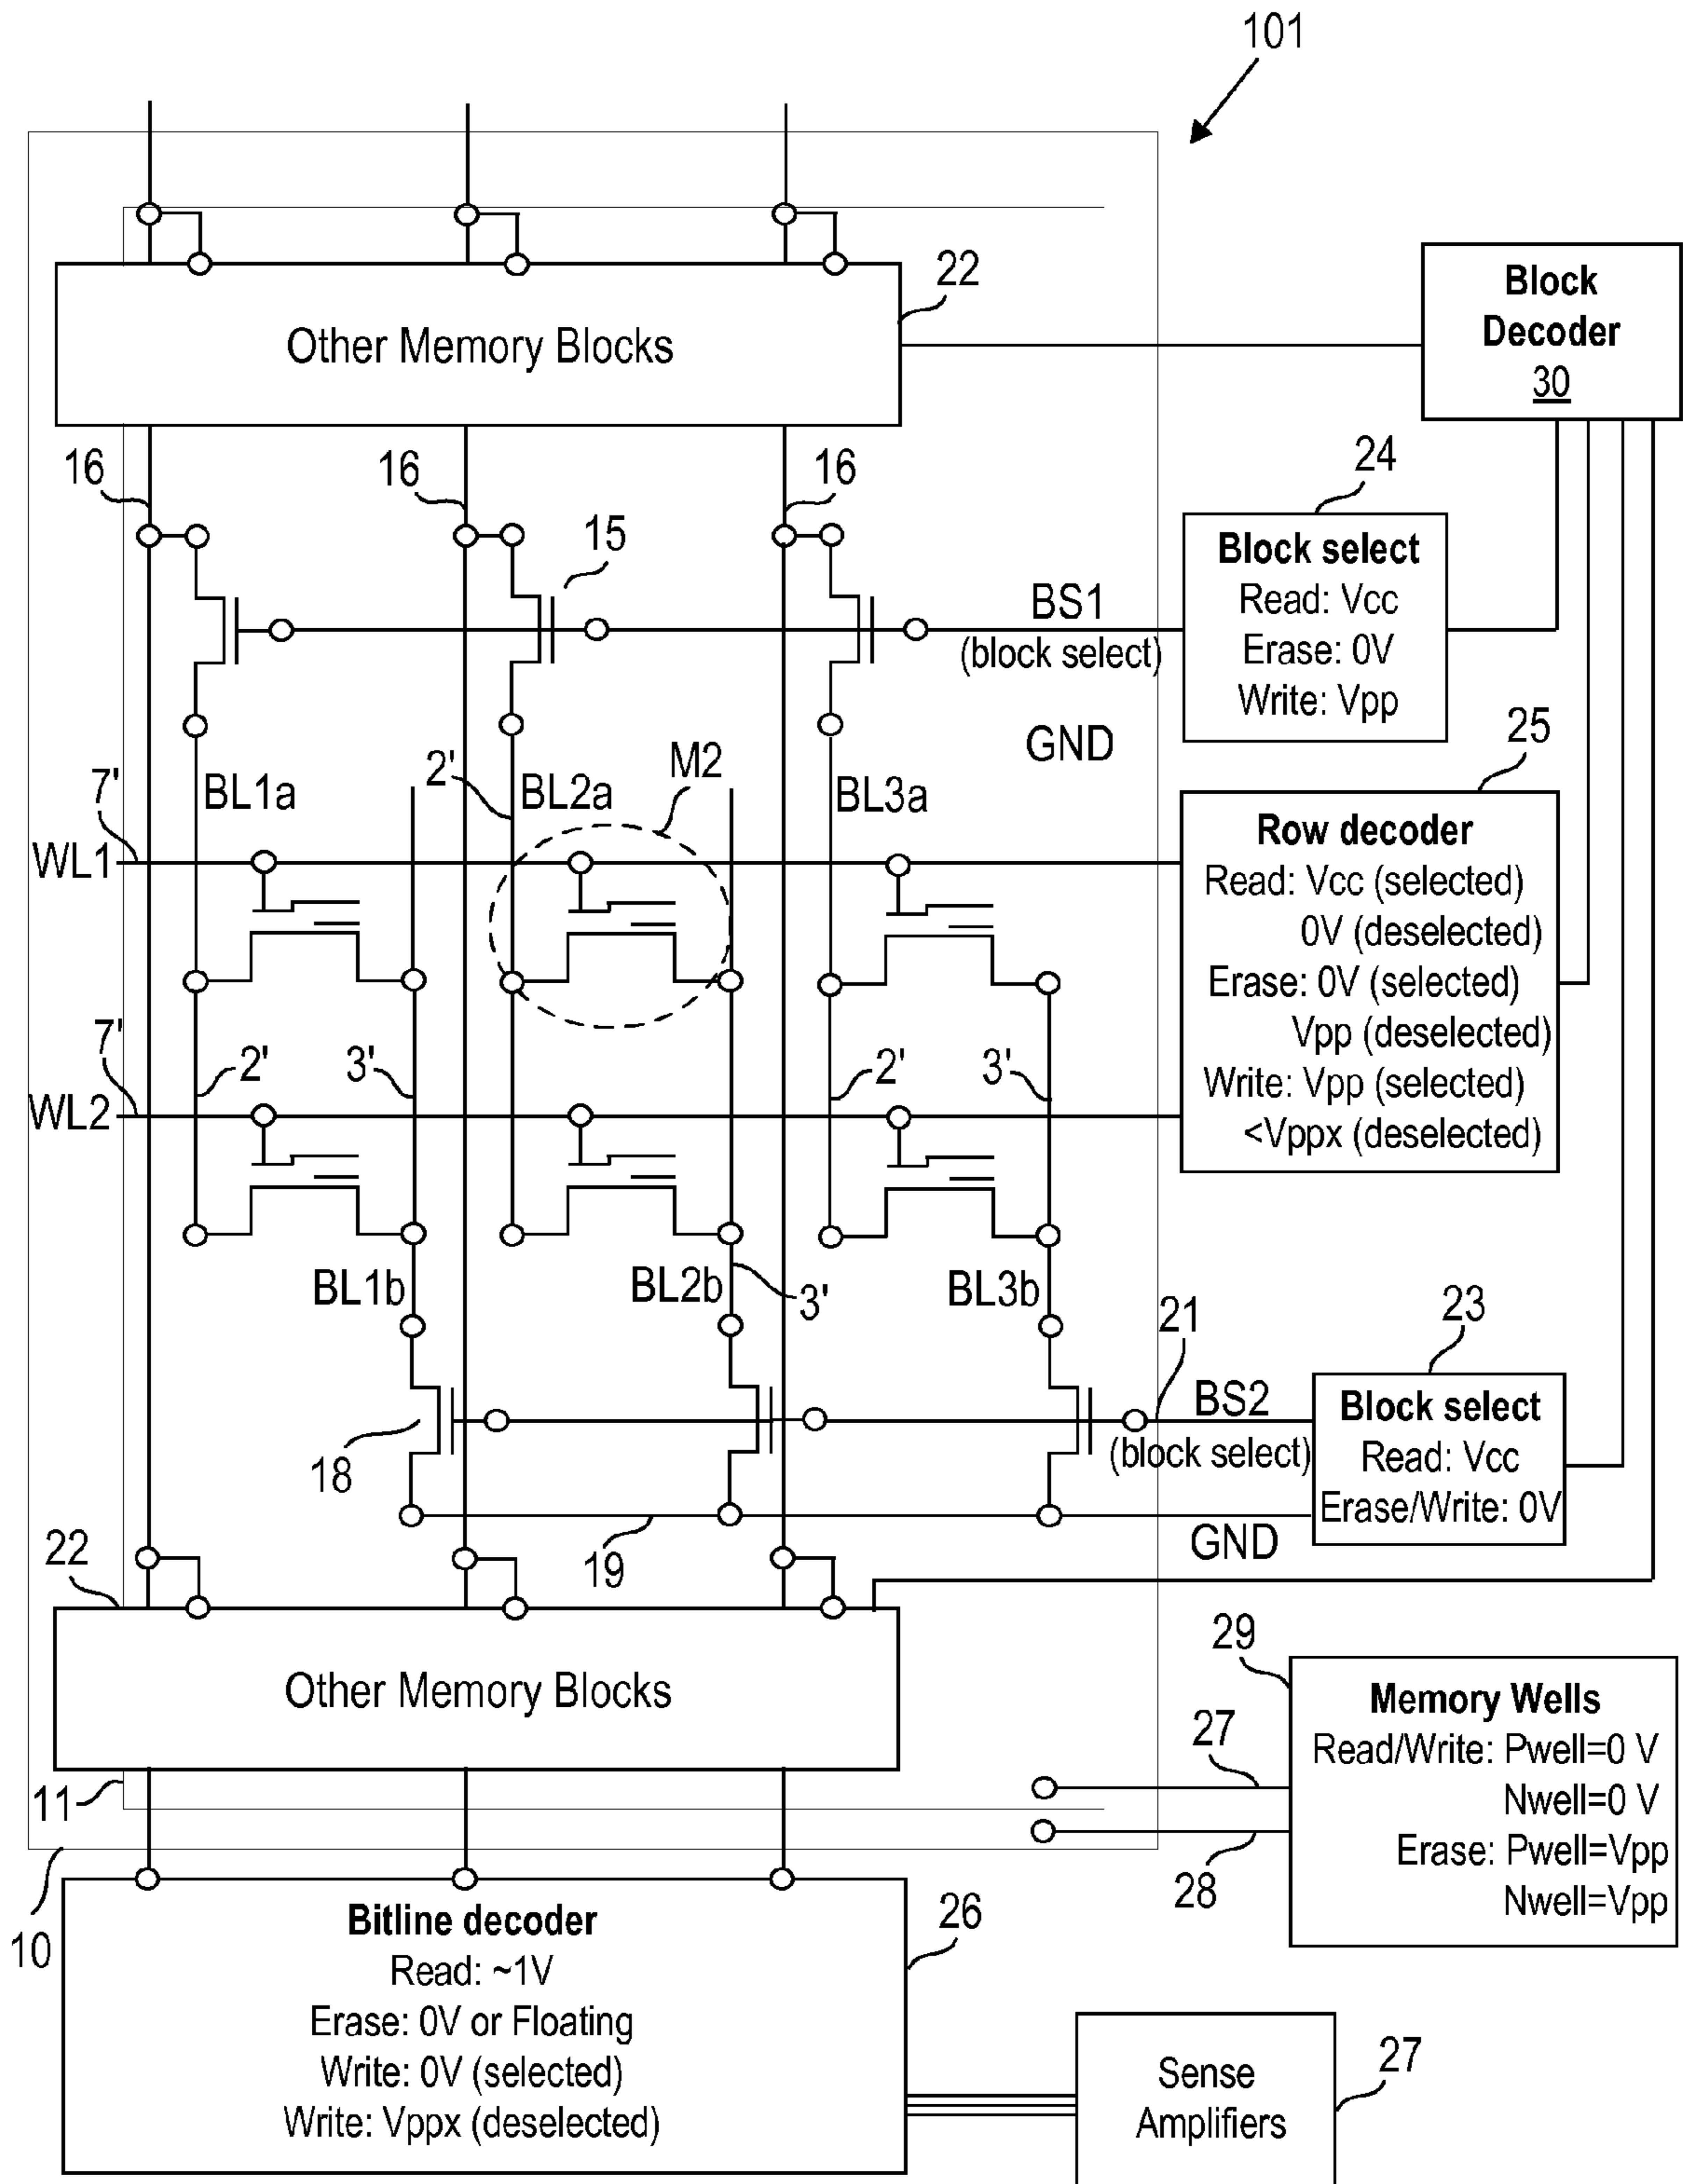 101
22
Other Memory Blocks
Block
Decoder
30
16
16
16
24
15
Block select
Read: Vcc
Erase: 0V
Write: Vpp
BS1
(block select)
GND
25
7'
BL1a
2'
BL2a
M2
BL3a
WL1
Row decoder
Read: Vcc (selected)
0V (deselected)
Erase: 0V (selected)
Vpp (deselected)
Write: Vpp (selected)
<Vppx (deselected)
7'
2'
3'
2'
3'
WL2
BL1b
BL2b
3'
BL3b
21
23
BS2
(block select)
Block select
Read: Vcc
Erase/Write: 0V
18
GND
19
22
Other Memory Blocks
29
Memory Wells
Read/Write: Pwell=0 V
Nwell=0 V
Erase: Pwell=Vpp
Nwell=Vpp
27
28
11
10
Bitline decoder
Read: ~1V
Erase: 0V or Floating
Write: 0V (selected)
Write: Vppx (deselected)
26
Sense
Amplifiers
27